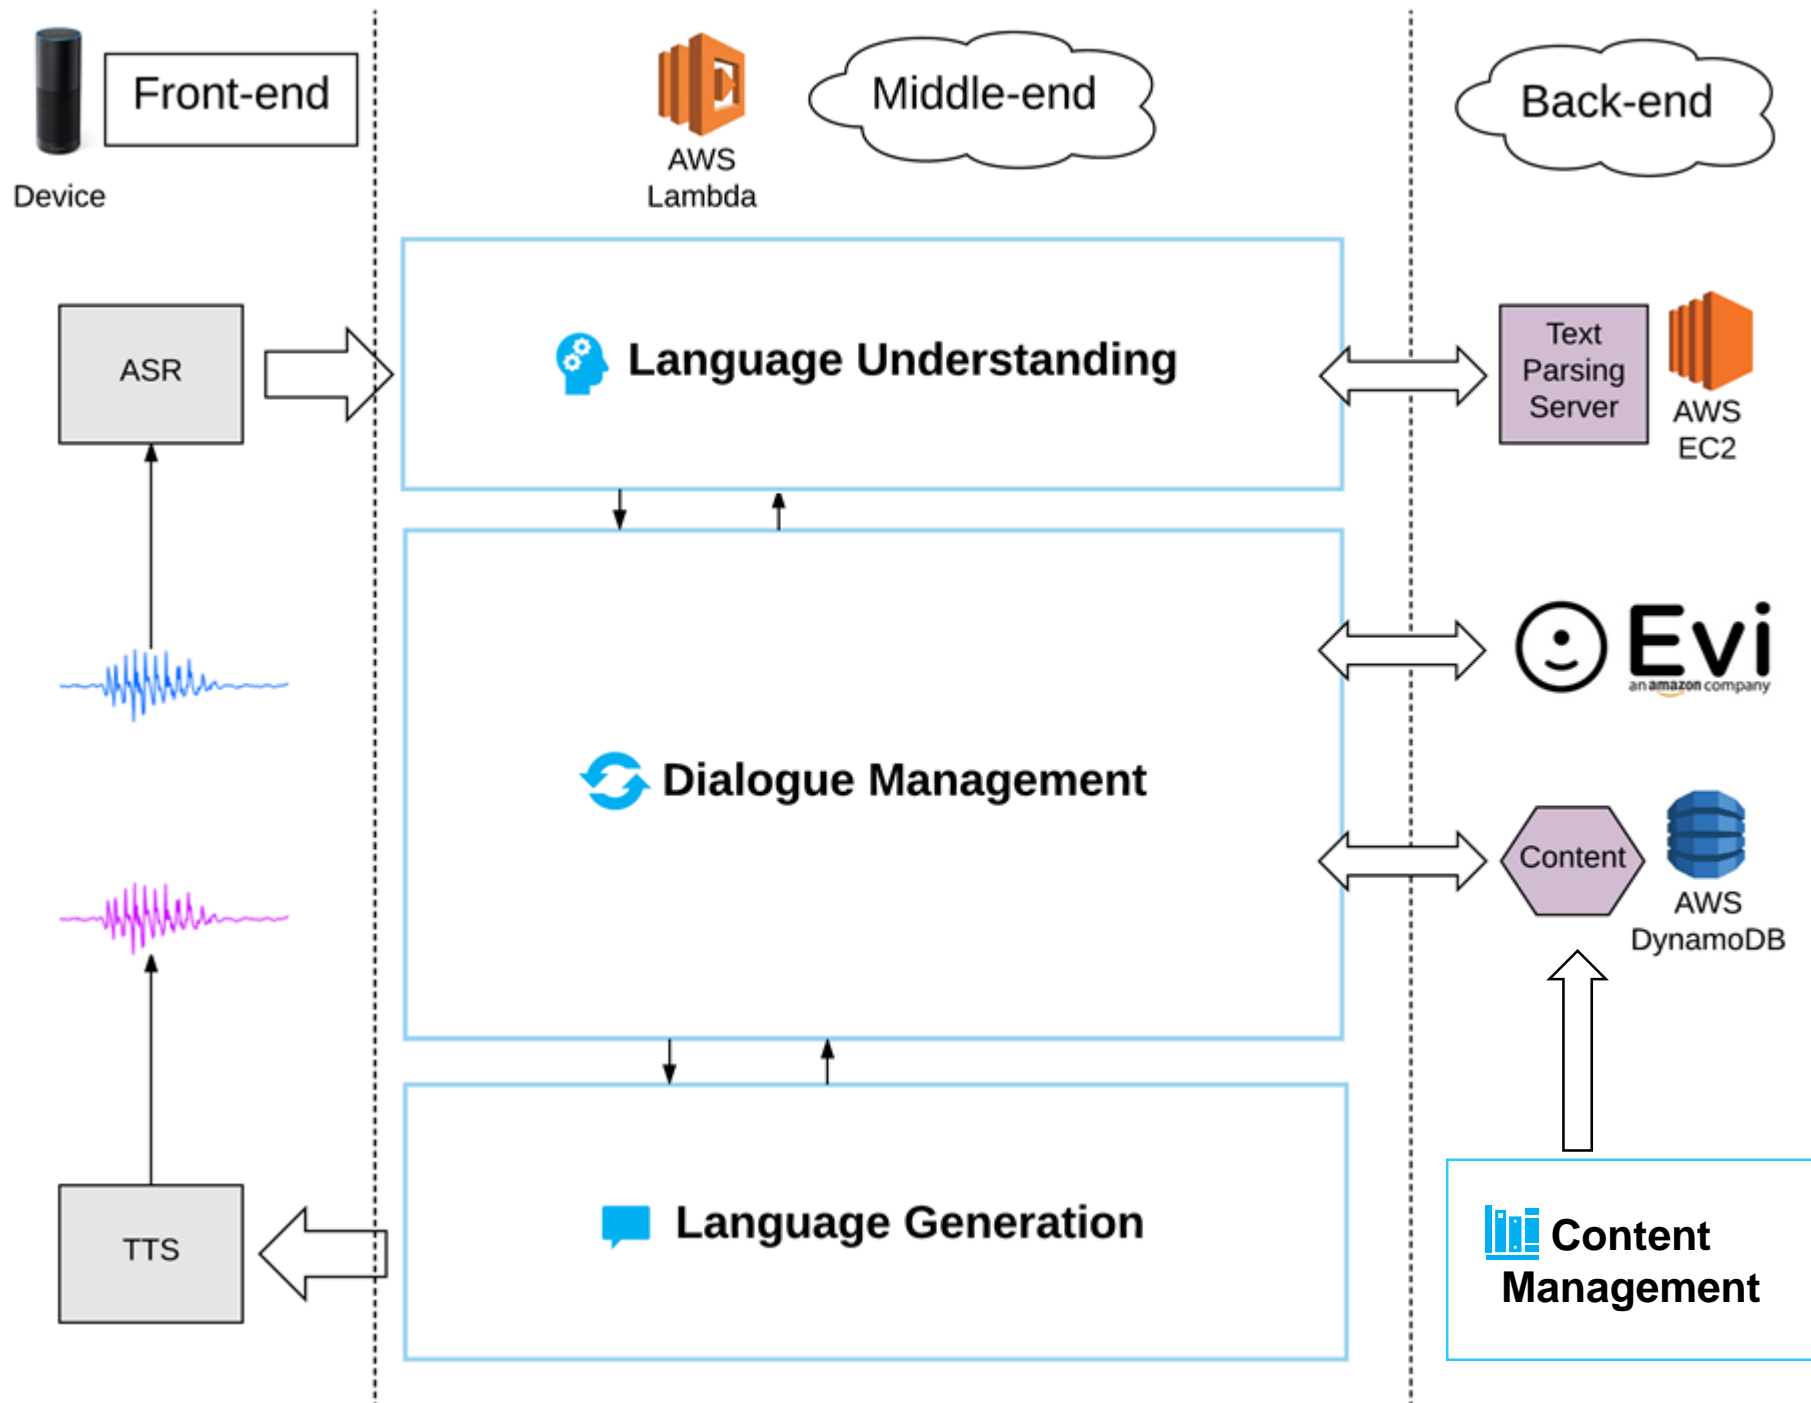 Front-end
Device
AWS
Lambda
Middle-end
Back-end
ASR
Language Understanding
Text
Parsing
Server
AWS
EC2
Evi
an amazon company
Dialogue Management
Content
AWS
DynamoDB
TTS
Language Generation
Content
Management